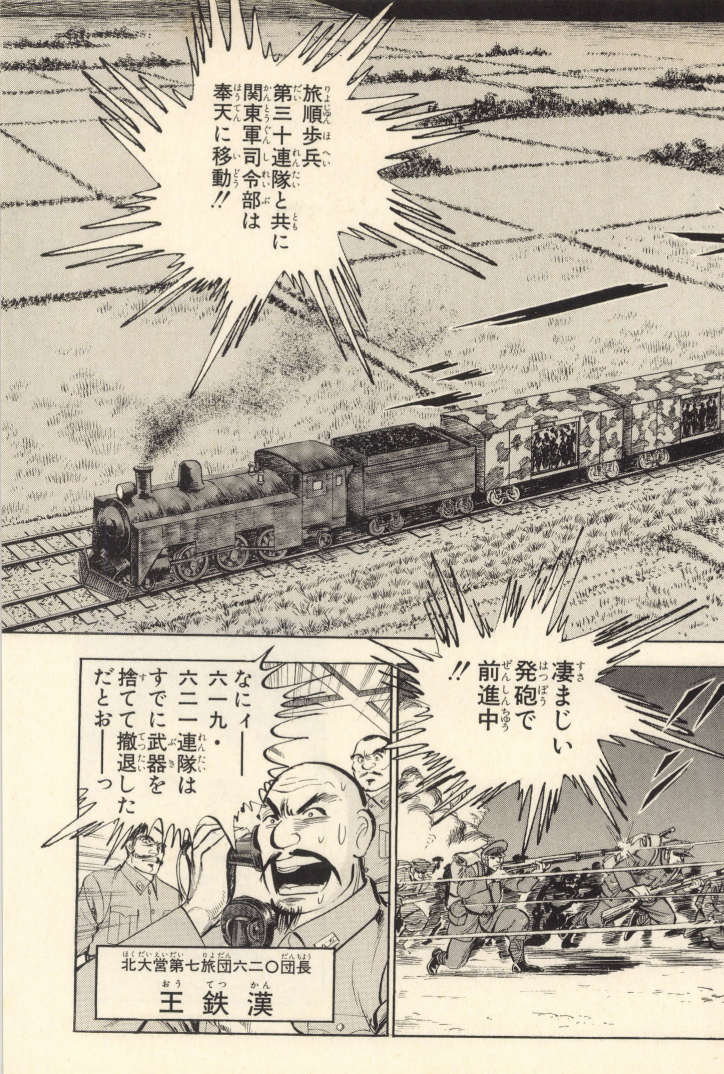 旅順歩兵
第三十連隊と共に
関東軍司令部は
奉天に移動!!
凄まじい
発砲で
前進中
!!
なにィ——
六一九・
六二一連隊は
すでに武器を
捨てて撤退した
だとお——っ
北大営第七旅団六二〇団長
王鉄漢